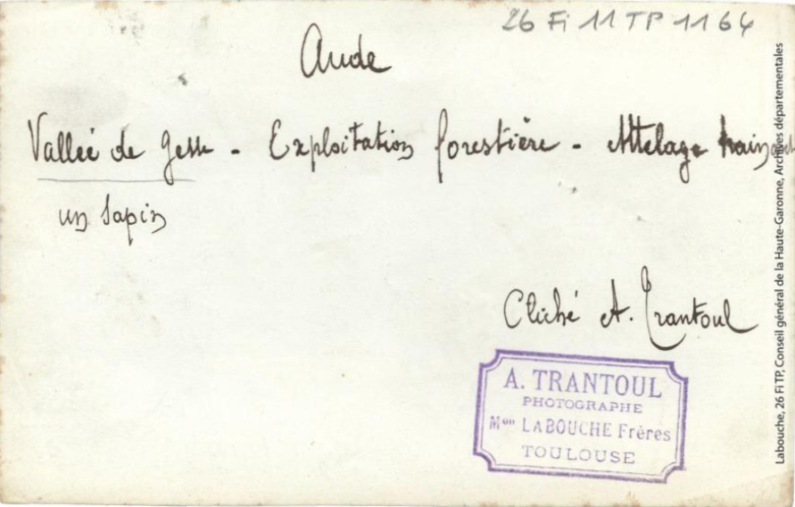 26 Fi 11 TP 1164
Aude
Vallée de Gesse - Exploitation forestière - Attelage trainant
un sapin
Cliché A. Trantoul
A. TRANTOUL
PHOTOGRAPHE
Mon LABOUCHE Frères
TOULOUSE
Labouche, 26 FI TP, Conseil général de la Haute-Garonne, Archives départementales